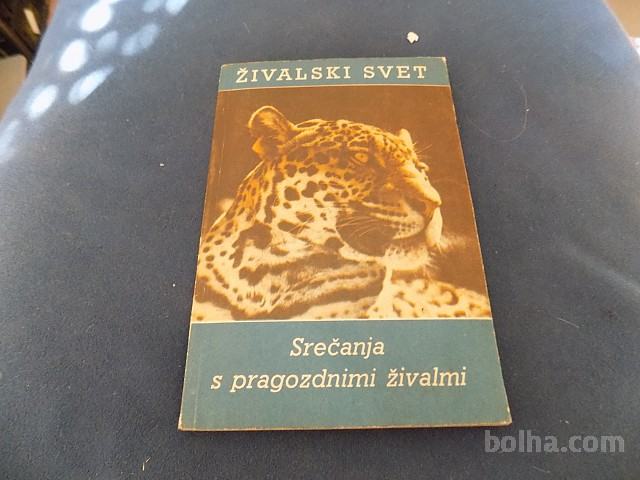 ŽIVALSKI SVET
Srečanja
s pragozdnimi živalmi
bolha.com